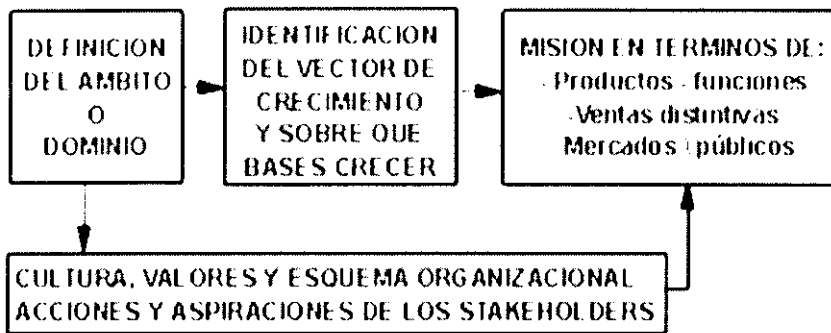 DEFINICION
DEL AMBITO
O
DOMINIO
IDENTIFICACION
DEL VECTOR DE
CRECIMIENTO
Y SOBRE QUE
BASES CRECER
MISION EN TERMINOS DE:
- Productos - funciones
- Ventas distintivas
Mercados públicos
CULTURA, VALORES Y ESQUEMA ORGANIZACIONAL
ACCIONES Y ASPIRACIONES DE LOS STAKEHOLDERS